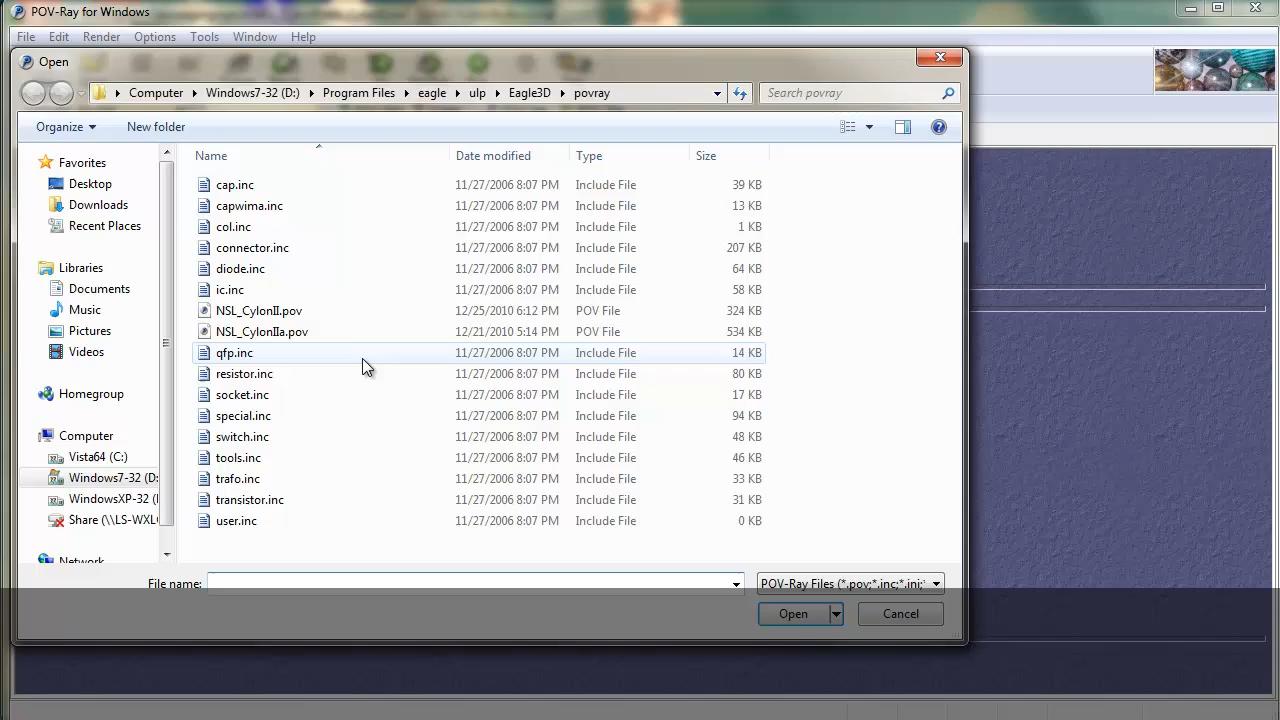 POV-Ray for Windows
File Edit Render Options Tools Window Help
Open
Computer Windows7-32 (D:) Program Files eagle ulp Eagle3D povray Search povray
Organize New folder
Name Date modified Type Size
Favorites
Desktop
Downloads
Recent Places
Libraries
Documents
Music
Pictures
Videos
Homegroup
Computer
Vista64 (C:)
Windows7-32 (D:
WindowsXP-32 (
Share (\\LS-WXL
Network
cap.inc 11/27/2006 8:07 PM Include File 39 KB
capwima.inc 11/27/2006 8:07 PM Include File 13 KB
col.inc 11/27/2006 8:07 PM Include File 1 KB
connector.inc 11/27/2006 8:07 PM Include File 207 KB
diode.inc 11/27/2006 8:07 PM Include File 64 KB
ic.inc 11/27/2006 8:07 PM Include File 58 KB
NSL_CylonII.pov 12/25/2010 6:12 PM POV File 324 KB
NSL_CylonIIa.pov 12/21/2010 5:14 PM POV File 534 KB
qfp.inc 11/27/2006 8:07 PM Include File 14 KB
resistor.inc 11/27/2006 8:07 PM Include File 80 KB
socket.inc 11/27/2006 8:07 PM Include File 17 KB
special.inc 11/27/2006 8:07 PM Include File 94 KB
switch.inc 11/27/2006 8:07 PM Include File 48 KB
tools.inc 11/27/2006 8:07 PM Include File 46 KB
trafo.inc 11/27/2006 8:07 PM Include File 33 KB
transistor.inc 11/27/2006 8:07 PM Include File 31 KB
user.inc 11/27/2006 8:07 PM Include File 0 KB
File name: POV-Ray Files (*.pov;*.inc;*.ini;*
Open Cancel